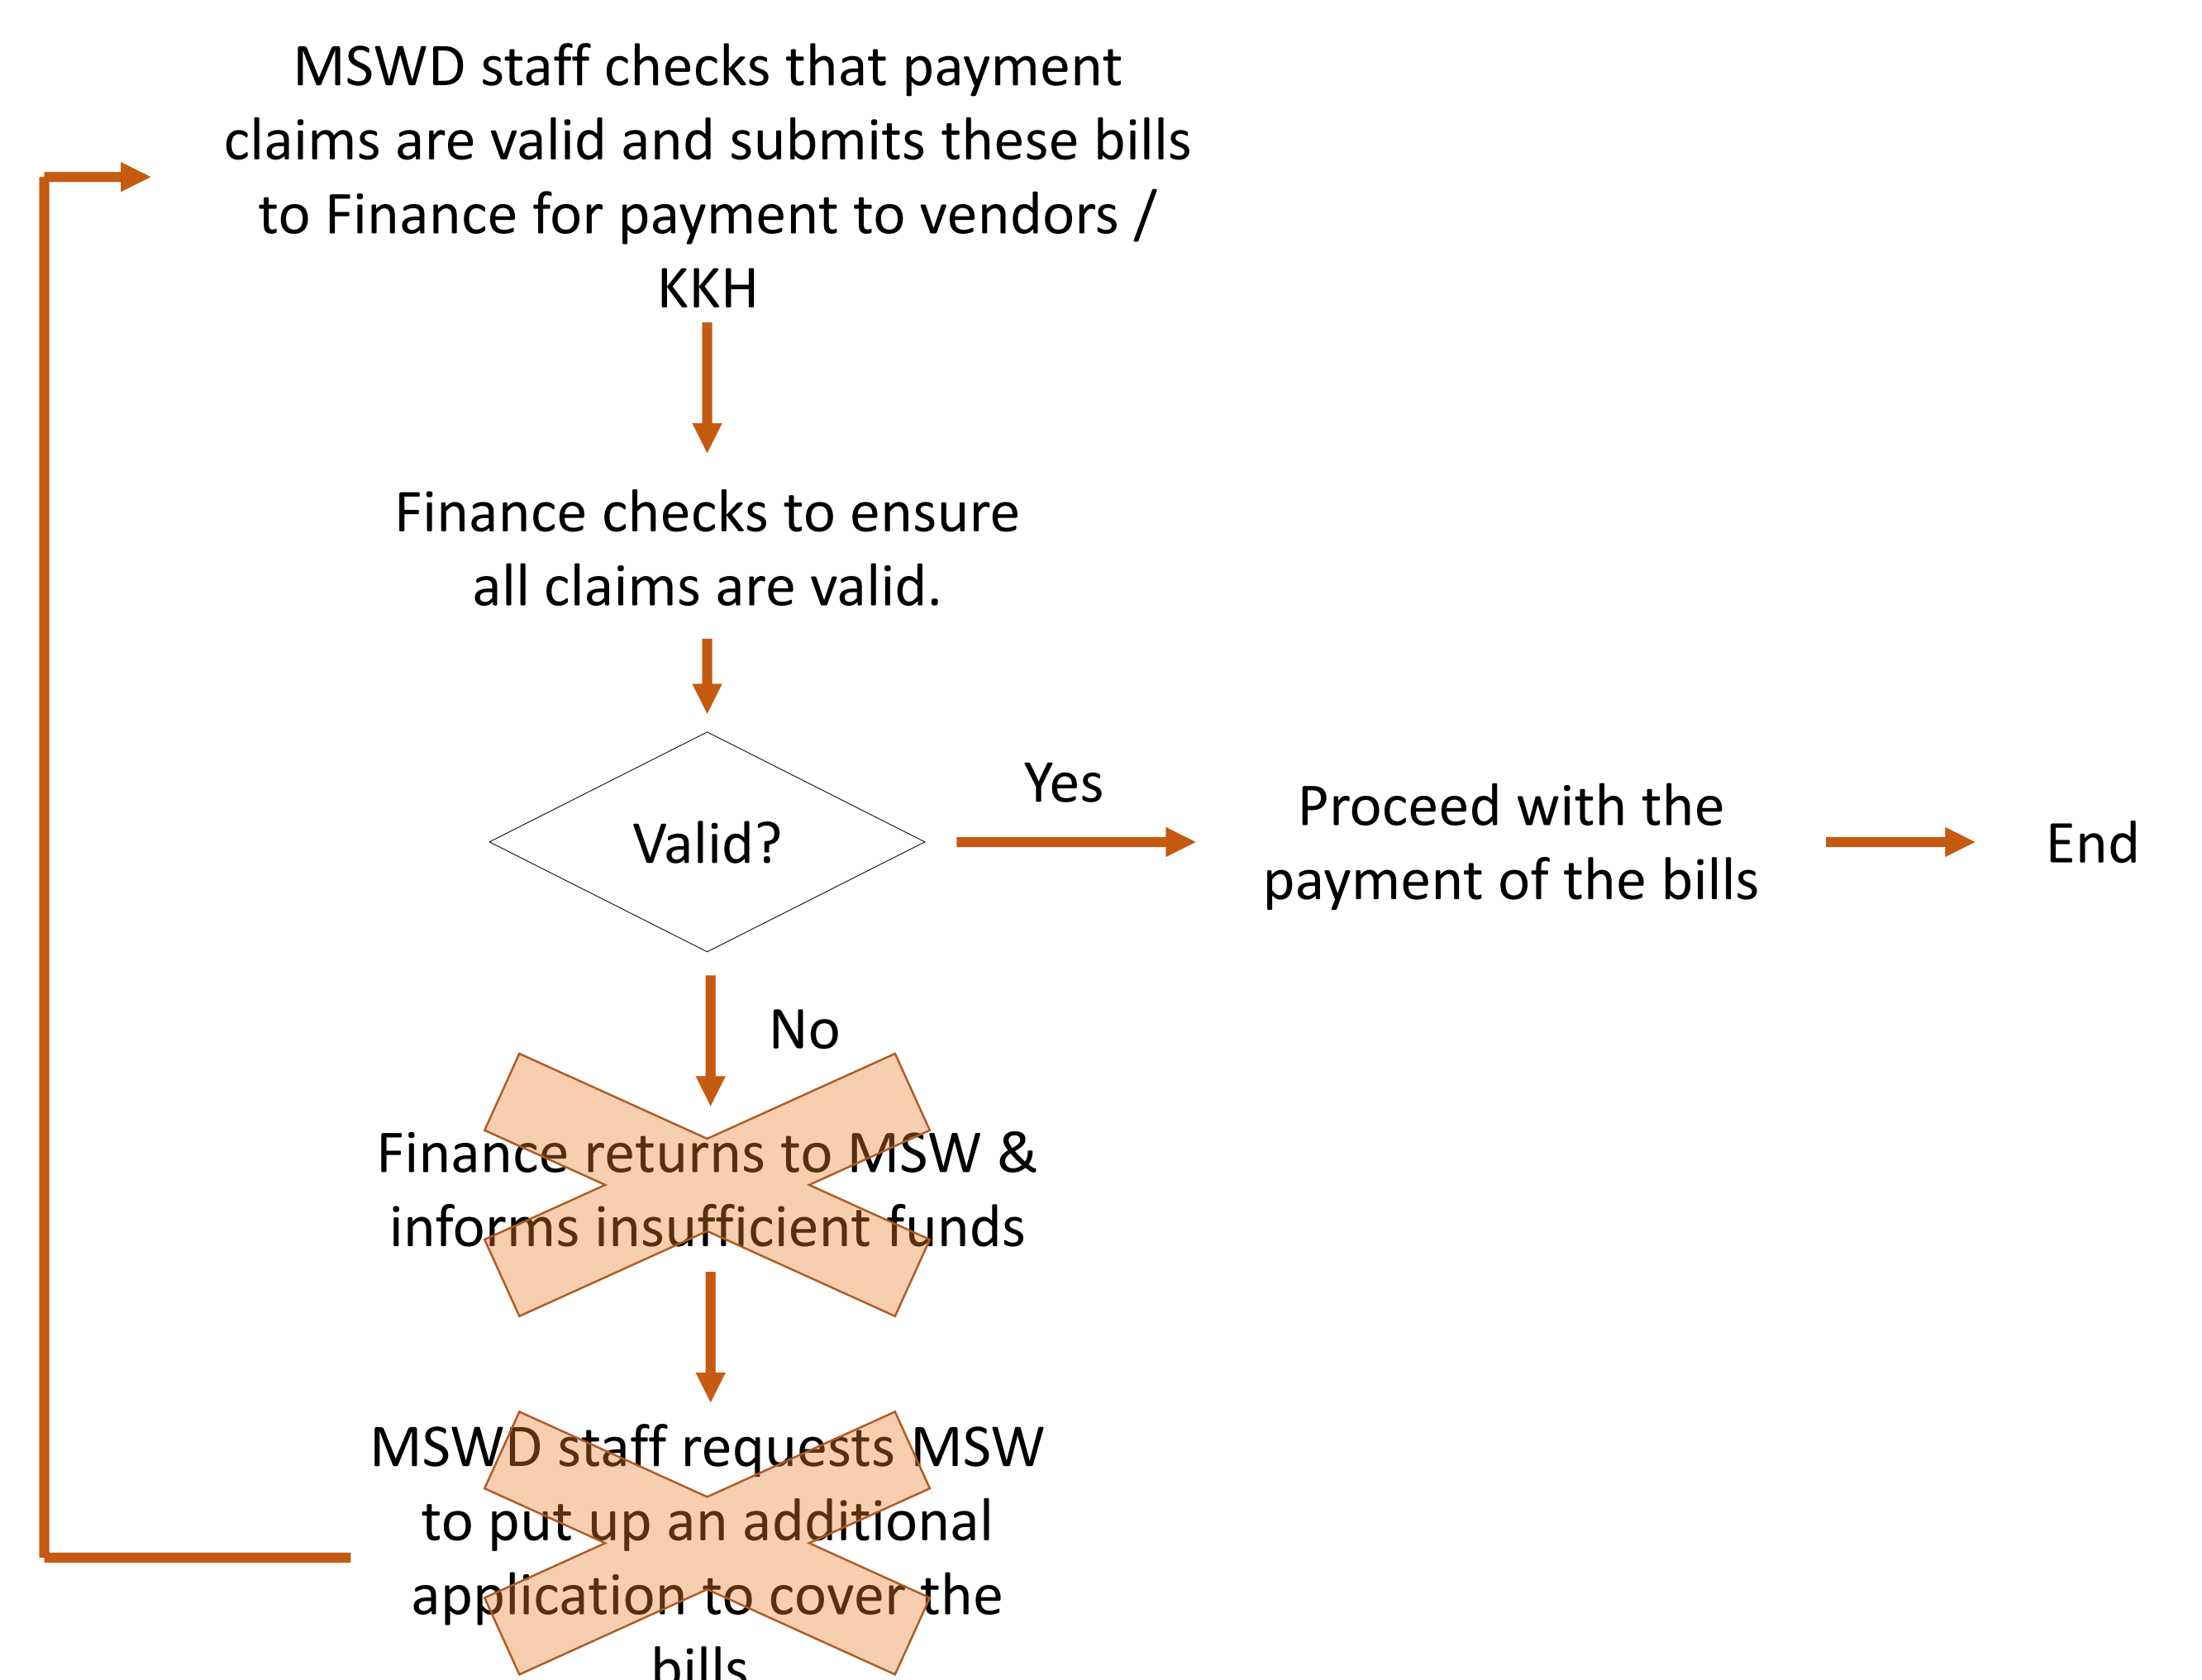 MSWD staff checks that payment
claims are valid and submits these bills
to Finance for payment to vendors /
KKH
Finance checks to ensure
all claims are valid.
Valid?
Yes
Proceed with the
payment of the bills
End
No
Finance returns to MSW &
informs insufficient funds
MSWD staff requests MSW
to put up an additional
application to cover the
bills